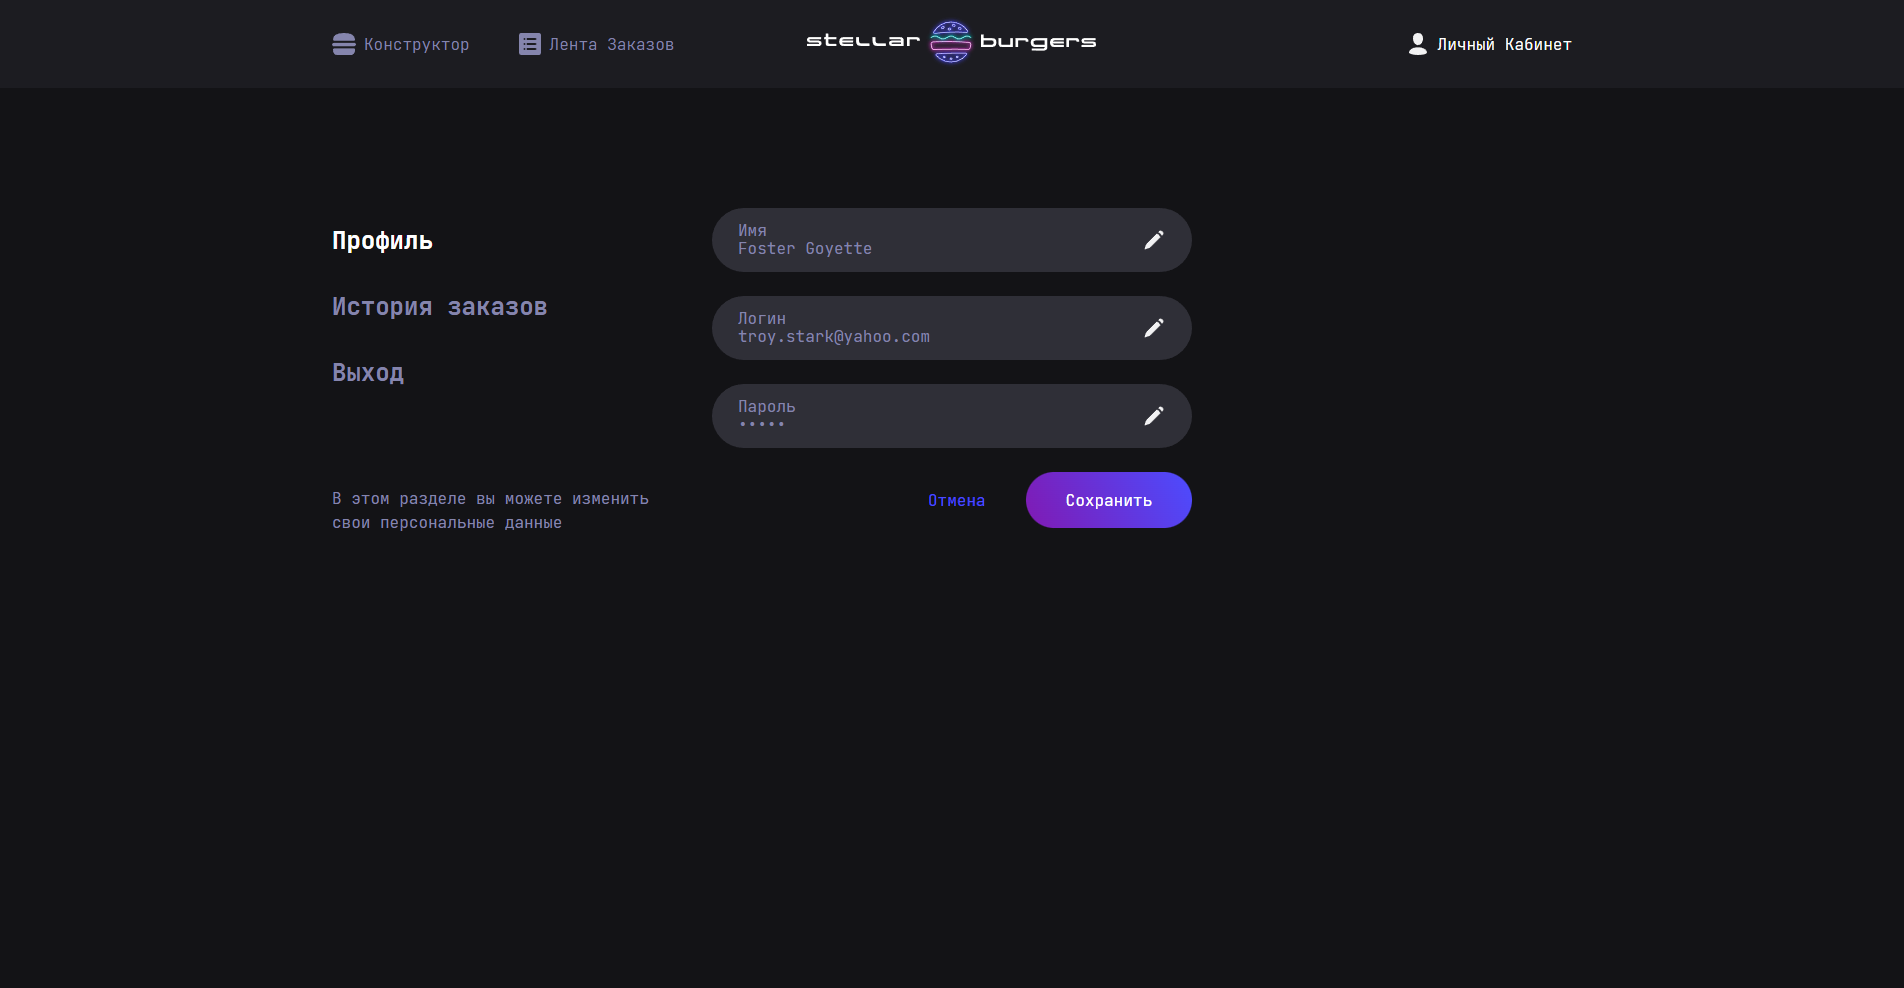 Конструктор
Лента Заказов
stellar burgers
Личный Кабинет
Профиль
История заказов
Выход
В этом разделе вы можете изменить
свои персональные данные
Имя
Foster Goyette
Логин
troy.stark@yahoo.com
Пароль
•••••
Отмена
Сохранить